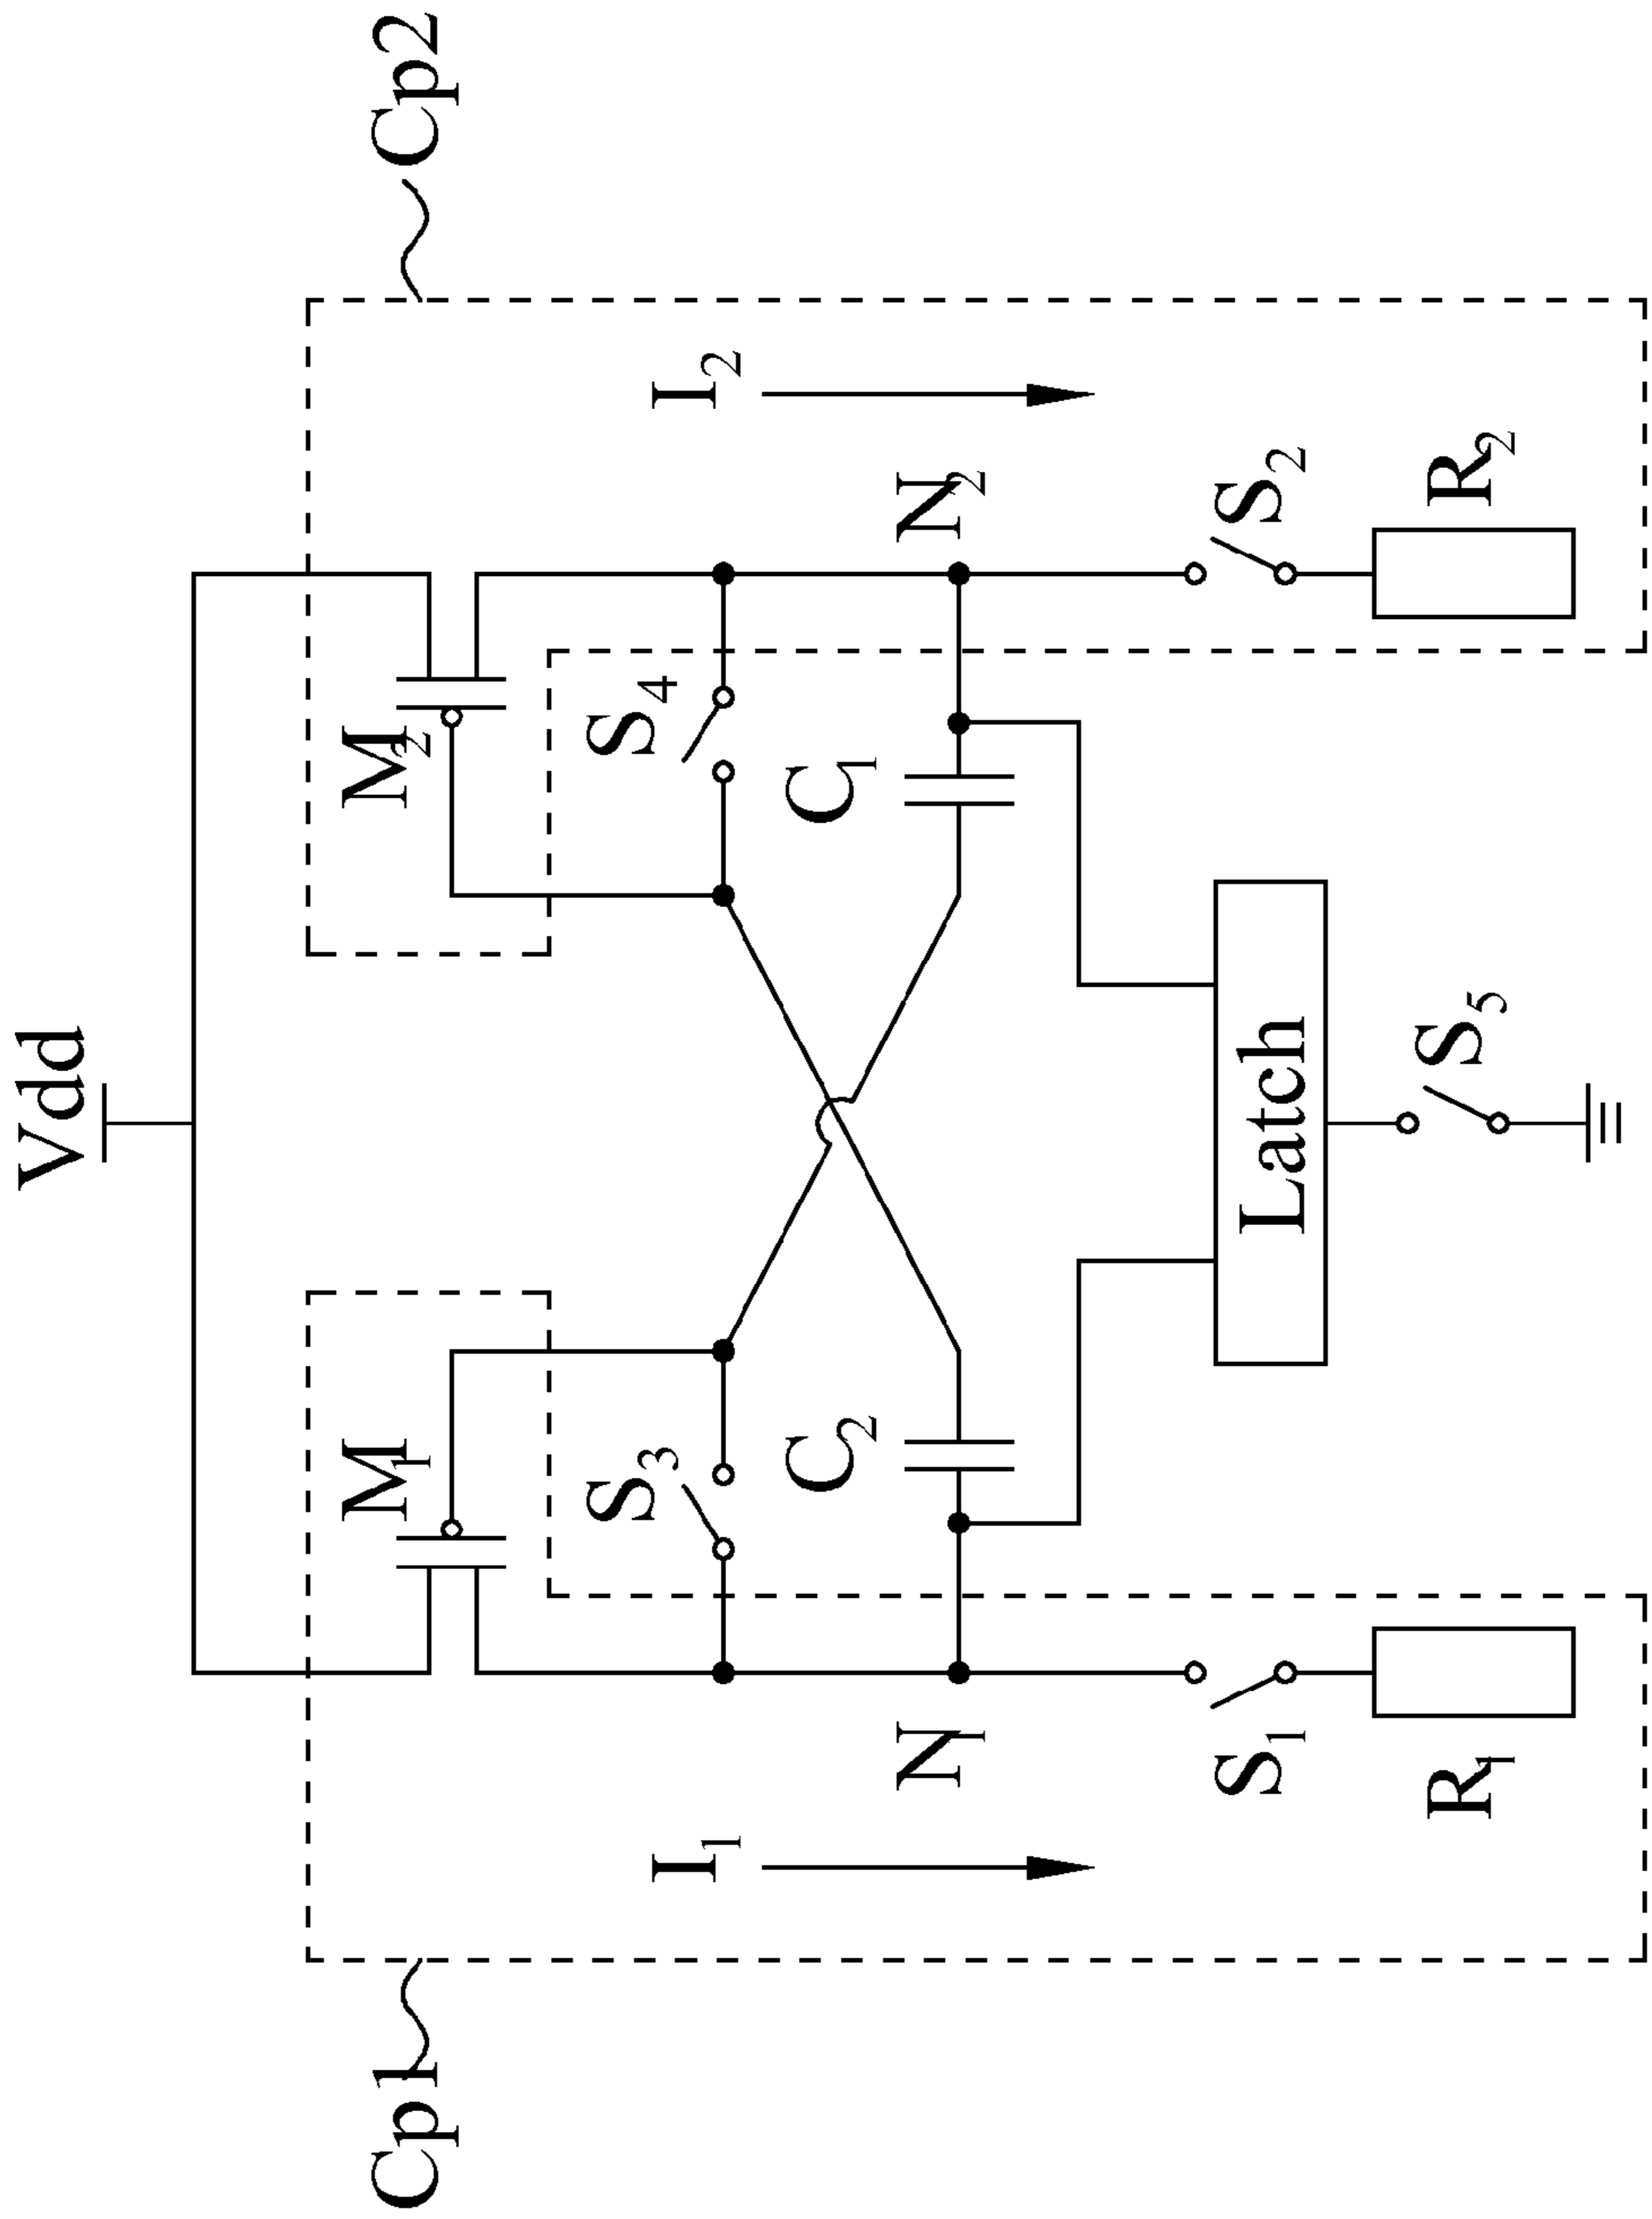 Vdd
Cp1
M1
M2
Cp2
I1
S3
S4
I2
C2
C1
N1
N2
S1
Latch
S2
R1
S5
R2